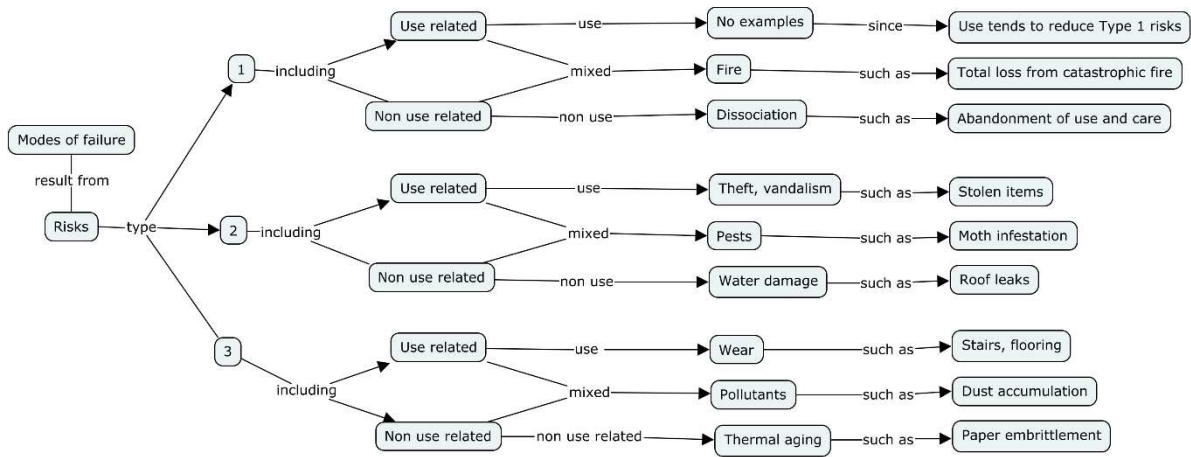 Use related
use
No examples
since
Use tends to reduce Type 1 risks
1
including
mixed
Fire
such as
Total loss from catastrophic fire
Non use related
non use
Dissociation
such as
Abandonment of use and care
Modes of failure
result from
Risks
type
2
including
Use related
use
Theft, vandalism
such as
Stolen items
mixed
Pests
such as
Moth infestation
Non use related
non use
Water damage
such as
Roof leaks
3
including
Use related
use
Wear
such as
Stairs, flooring
mixed
Pollutants
such as
Dust accumulation
Non use related
non use related
Thermal aging
such as
Paper embrittlement